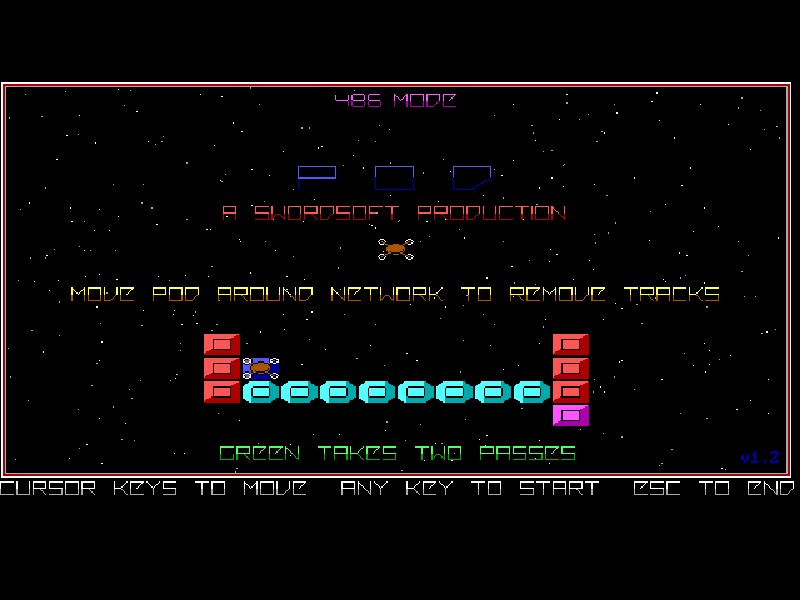 486 MODE
POD
A SWORDSOFT PRODUCTION
MOVE POD AROUND NETWORK TO REMOVE TRACKS
GREEN TAKES TWO PASSES
v1.2
CURSOR KEYS TO MOVE ANY KEY TO START ESC TO END